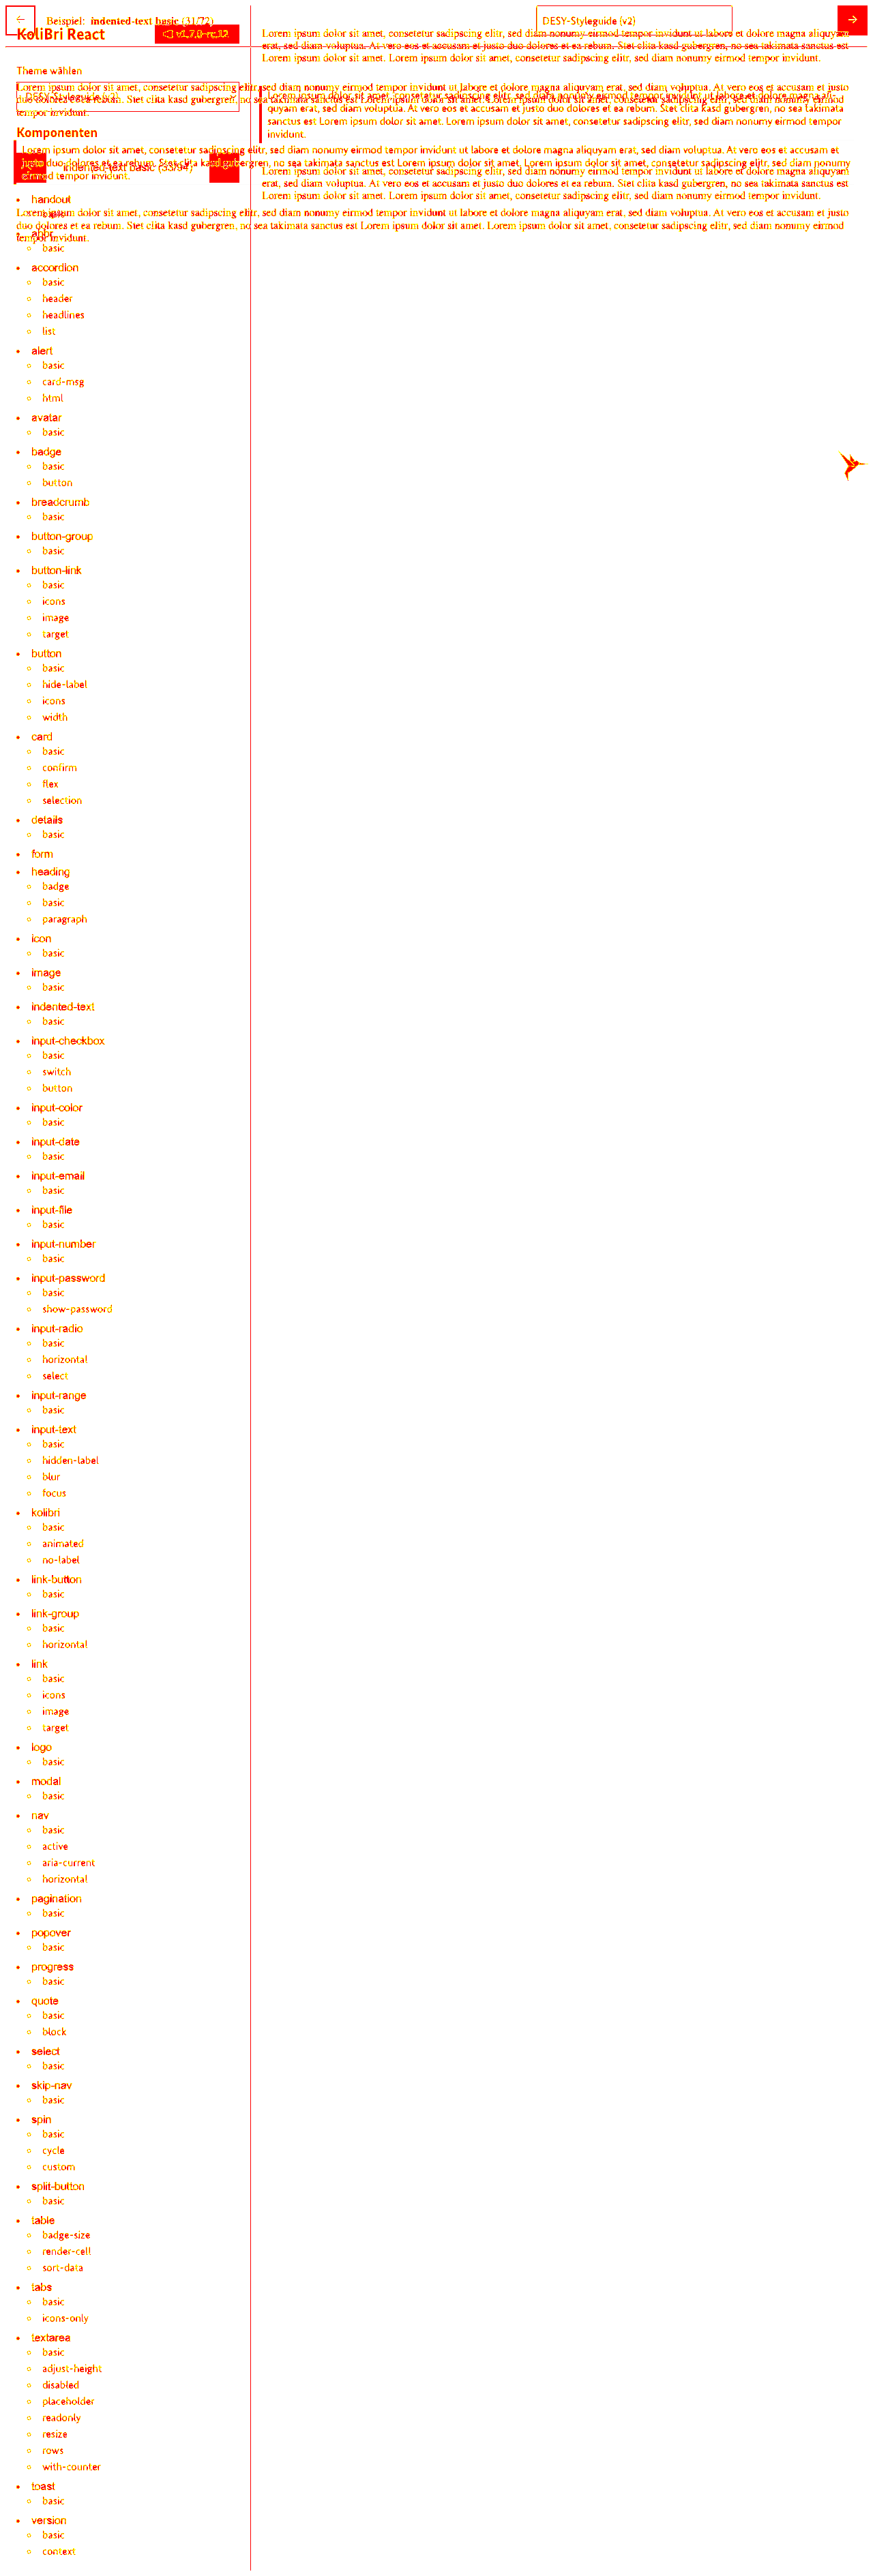 ← Beispiel: indented-text basic (31/72)
DESY-Styleguide (v2)
→
KoliBri React
v1.7.0-rc.12
Lorem ipsum dolor sit amet, consetetur sadipscing elitr, sed diam nonumy eirmod tempor invidunt ut labore et dolore magna aliquyam
erat, sed diam voluptua. At vero eos et accusam et justo duo dolores et ea rebum. Stet clita kasd gubergren, no sea takimata sanctus est
Lorem ipsum dolor sit amet. Lorem ipsum dolor sit amet, consetetur sadipscing elitr, sed diam nonumy eirmod tempor invidunt.
Theme wählen
DESY-Styleguide (v2)
Lorem ipsum dolor sit amet, consetetur sadipscing elitr, sed diam nonumy eirmod tempor invidunt ut labore et dolore magna aliquyam erat, sed diam voluptua. At vero eos et accusam et justo
duo dolores et ea rebum. Stet clita kasd gubergren, no sea takimata sanctus est Lorem ipsum dolor sit amet. Lorem ipsum dolor sit amet, consetetur sadipscing elitr, sed diam nonumy eirmod
tempor invidunt.
Lorem ipsum dolor sit amet, consetetur sadipscing elitr, sed diam nonumy eirmod tempor invidunt ut labore et dolore magna ali-
quyam erat, sed diam voluptua. At vero eos et accusam et justo duo dolores et ea rebum. Stet clita kasd gubergren, no sea takimata
sanctus est Lorem ipsum dolor sit amet. Lorem ipsum dolor sit amet, consetetur sadipscing elitr, sed diam nonumy eirmod tempor
invidunt.
Komponenten
indented-text basic (33/94)
Lorem ipsum dolor sit amet, consetetur sadipscing elitr, sed diam nonumy eirmod tempor invidunt ut labore et dolore magna aliquyam erat, sed diam voluptua. At vero eos et accusam et
justo duo dolores et ea rebum. Stet clita kasd gubergren, no sea takimata sanctus est Lorem ipsum dolor sit amet. Lorem ipsum dolor sit amet, consetetur sadipscing elitr, sed diam nonumy
eirmod tempor invidunt.
Lorem ipsum dolor sit amet, consetetur sadipscing elitr, sed diam nonumy eirmod tempor invidunt ut labore et dolore magna aliquyam
erat, sed diam voluptua. At vero eos et accusam et justo duo dolores et ea rebum. Stet clita kasd gubergren, no sea takimata sanctus est
Lorem ipsum dolor sit amet. Lorem ipsum dolor sit amet, consetetur sadipscing elitr, sed diam nonumy eirmod tempor invidunt.
Lorem ipsum dolor sit amet, consetetur sadipscing elitr, sed diam nonumy eirmod tempor invidunt ut labore et dolore magna aliquyam erat, sed diam voluptua. At vero eos et accusam et justo
duo dolores et ea rebum. Stet clita kasd gubergren, no sea takimata sanctus est Lorem ipsum dolor sit amet. Lorem ipsum dolor sit amet, consetetur sadipscing elitr, sed diam nonumy eirmod
tempor invidunt.
handout
basic
abbr
basic
accordion
basic
header
headlines
list
alert
basic
card-msg
html
avatar
basic
badge
basic
button
breadcrumb
basic
button-group
basic
button-link
basic
icons
image
target
button
basic
hide-label
icons
width
card
basic
confirm
flex
selection
details
basic
form
heading
badge
basic
paragraph
icon
basic
image
basic
indented-text
basic
input-checkbox
basic
switch
button
input-color
basic
input-date
basic
input-email
basic
input-file
basic
input-number
basic
input-password
basic
show-password
input-radio
basic
horizontal
select
input-range
basic
input-text
basic
hidden-label
blur
focus
kolibri
basic
animated
no-label
link-button
basic
link-group
basic
horizontal
link
basic
icons
image
target
logo
basic
modal
basic
nav
basic
active
aria-current
horizontal
pagination
basic
popover
basic
progress
basic
quote
basic
block
select
basic
skip-nav
basic
spin
basic
cycle
custom
split-button
basic
table
badge-size
render-cell
sort-data
tabs
basic
icons-only
textarea
basic
adjust-height
disabled
placeholder
readonly
resize
rows
with-counter
toast
basic
version
basic
context